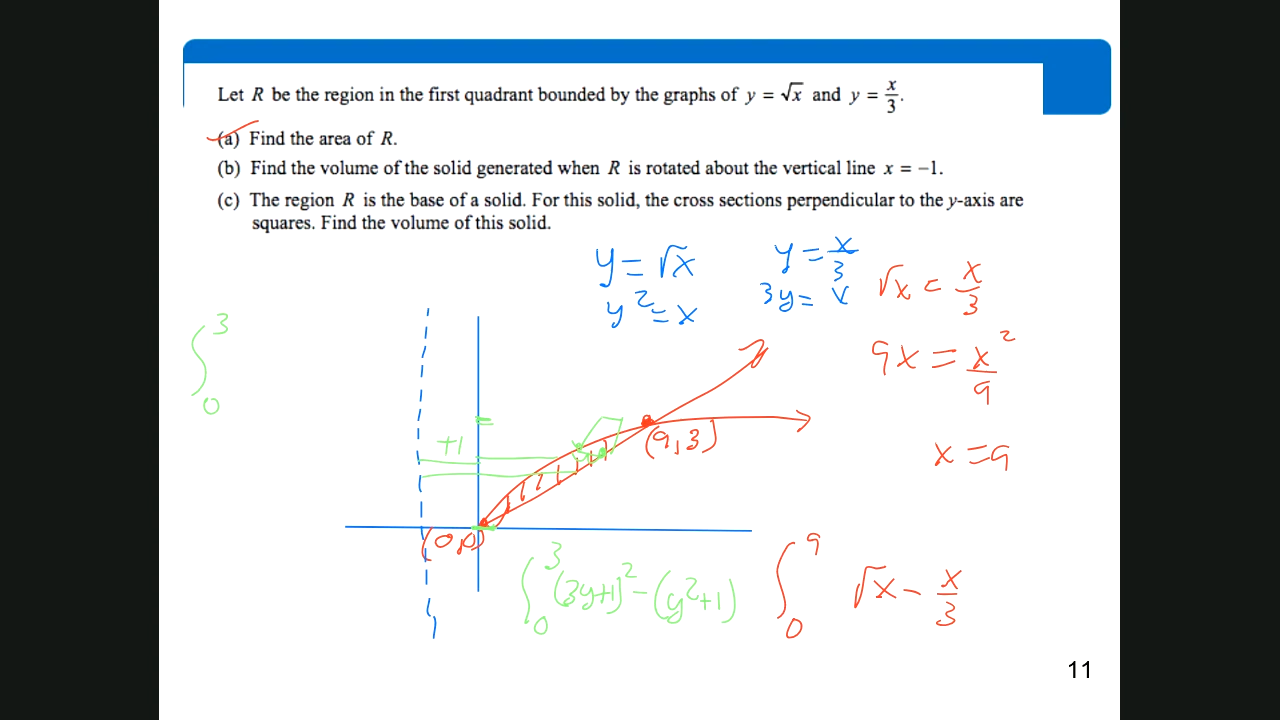 Let R be the region in the first quadrant bounded by the graphs of y = √x and y = x/3.
(a) Find the area of R.
(b) Find the volume of the solid generated when R is rotated about the vertical line x = −1.
(c) The region R is the base of a solid. For this solid, the cross sections perpendicular to the y-axis are
squares. Find the volume of this solid.
y = √x
y² = x
y = x/3
3y = x
√x = x/3
9x = x²/9
x = 9
∫₀³
+1
(9,3)
(0,0)
∫₀³ (3y+1)² − (y²+1)
∫₀⁹ √x − x/3
11